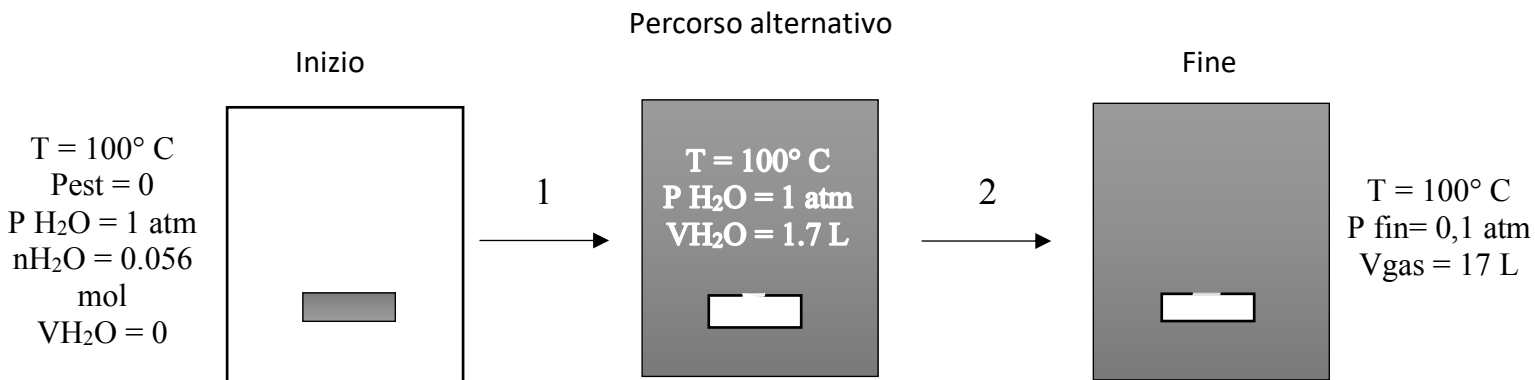 Percorso alternativo
Inizio
Fine
T = 100° C
Pest = 0
P H₂O = 1 atm
nH₂O = 0.056
mol
VH₂O = 0
1
T = 100° C
P H₂O = 1 atm
VH₂O = 1.7 L
2
T = 100° C
P fin= 0,1 atm
Vgas = 17 L